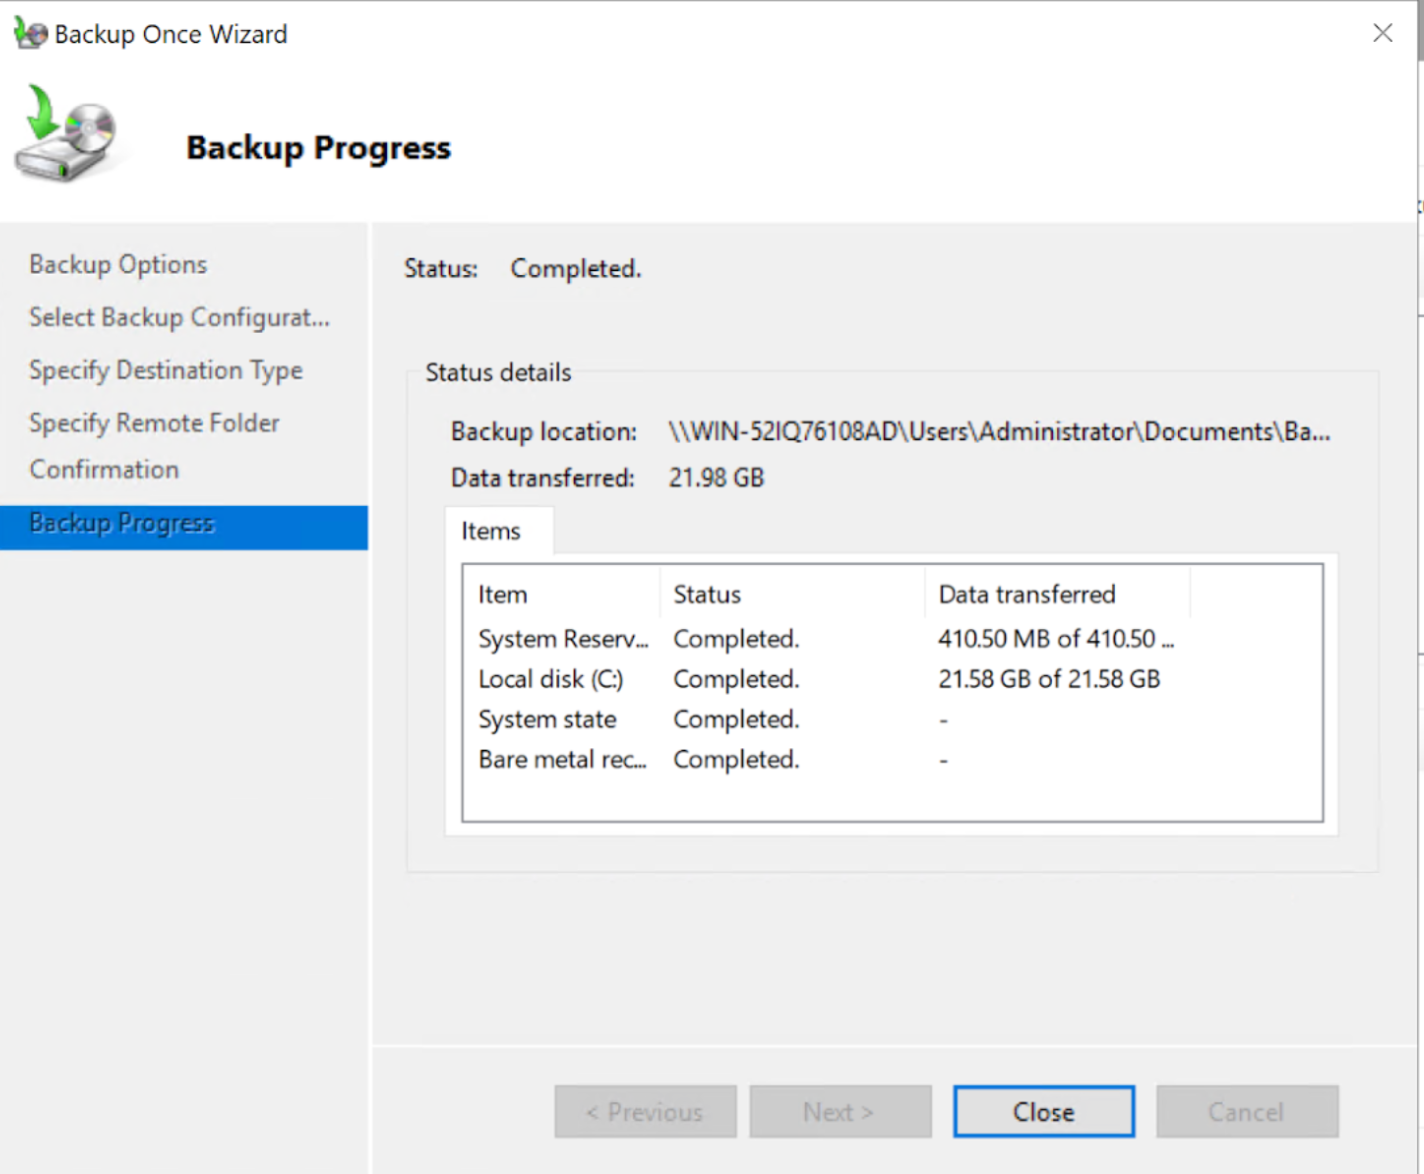 Backup Once Wizard
Backup Progress
Backup Options
Select Backup Configurat...
Specify Destination Type
Specify Remote Folder
Confirmation
Backup Progress
Status: Completed.
Status details
Backup location: \\WIN-52IQ76108AD\Users\Administrator\Documents\Ba...
Data transferred: 21.98 GB
Items
Item Status Data transferred
System Reserv... Completed. 410.50 MB of 410.50 ...
Local disk (C:) Completed. 21.58 GB of 21.58 GB
System state Completed. -
Bare metal rec... Completed. -
< Previous Next > Close Cancel